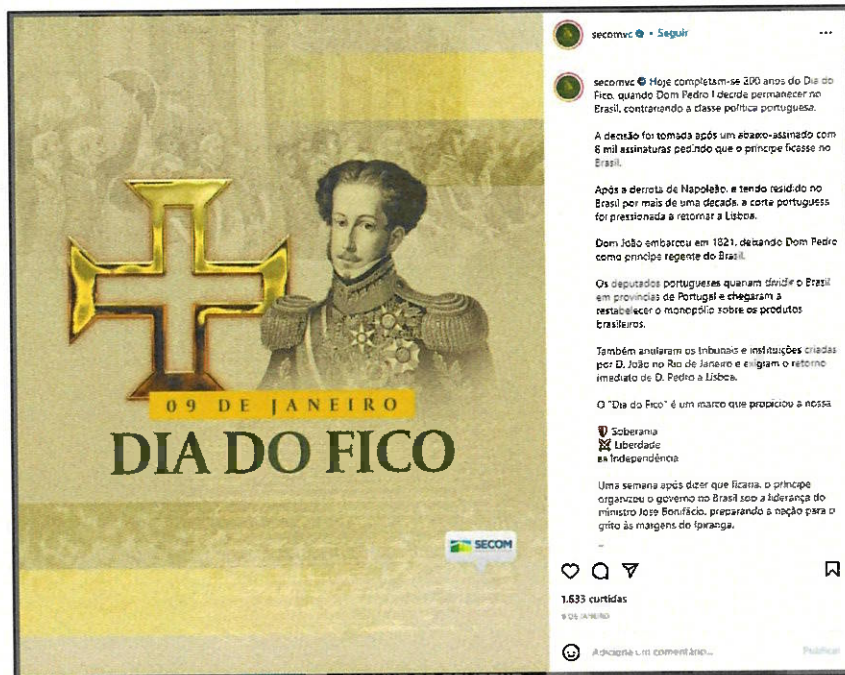 09 DE JANEIRO
DIA DO FICO
SECOM
secomvc • Seguir
secomvc Hoje completam-se 200 anos do Dia do
Fico, quando Dom Pedro I decide permanecer no
Brasil, contrariando a classe política portuguesa.
A decisão foi tomada após um abaixo-assinado com
8 mil assinaturas pedindo que o príncipe ficasse no
Brasil.
Após a derrota de Napoleão, e tendo residido no
Brasil por mais de uma década, a corte portuguesa
foi pressionada a retornar a Lisboa.
Dom João embarcou em 1821, deixando Dom Pedro
como príncipe regente do Brasil.
Os deputados portugueses queriam dividir o Brasil
em províncias de Portugal e chegaram a
restabelecer o monopólio sobre os produtos
brasileiros.
Também anularam os tribunais e instituições criadas
por D. João no Rio de Janeiro e exigiram o retorno
imediato de D. Pedro a Lisboa.
O "Dia do Fico" é um marco que propiciou a nossa
Soberania
Liberdade
BR Independência
Uma semana após dizer que ficaria, o príncipe
organizou o governo no Brasil sob a liderança do
ministro José Bonifácio, preparando a nação para o
grito às margens do Ipiranga.
1.633 curtidas
9 DE JANEIRO
Adicione um comentário...
Publicar